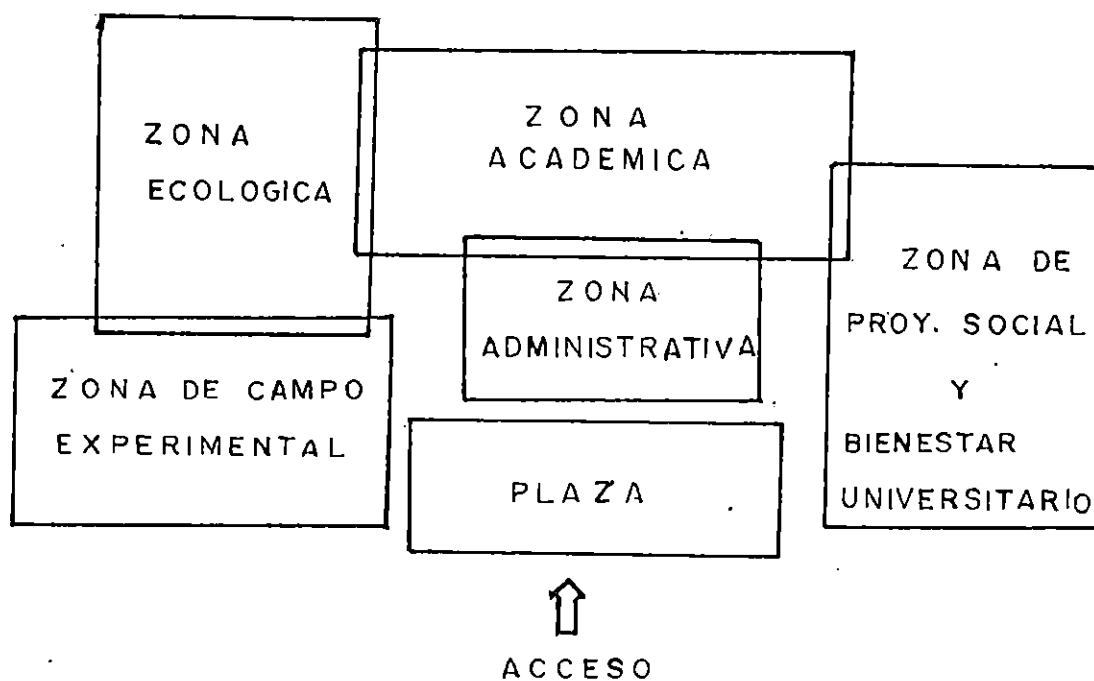 ZONA
ECOLOGICA
ZONA
ACADEMICA
ZONA
ADMINISTRATIVA
ZONA DE
PROY. SOCIAL
Y
BIENESTAR
UNIVERSITARIO
ZONA DE CAMPO
EXPERIMENTAL
PLAZA
ACCESO